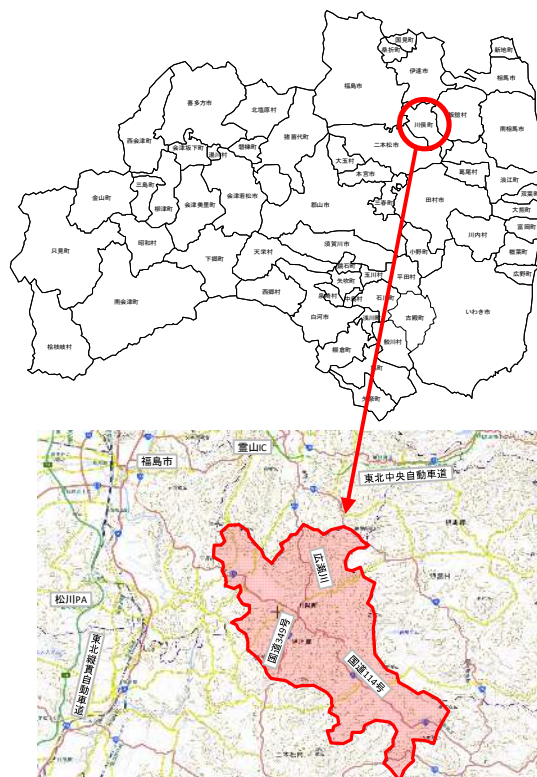 国見町
桑折町
新地町
伊達市
相馬市
福島市
喜多方市
北塩原村
川俣町
飯舘村
南相馬市
猪苗代町
西会津町
磐梯町
二本松市
会津坂下町
湯川村
大玉村
葛尾村
浪江町
本宮市
三島町
双葉町
金山町
会津美里町
会津若松市
三春町
田村市
大熊町
柳津町
郡山市
富岡町
川内村
昭和村
須賀川市
楢葉町
只見町
下郷町
天栄村
小野町
鏡石町
玉川村
平田村
広野町
矢吹町
西郷村
泉崎村
中島村
石川町
南会津町
白河市
浅川町
古殿町
いわき市
鮫川村
棚倉町
桧枝岐村
矢祭町
霊山IC
福島市
東北中央自動車道
広瀬川
松川PA
国道349号
東北縦貫自動車道
国道114号
二本松市